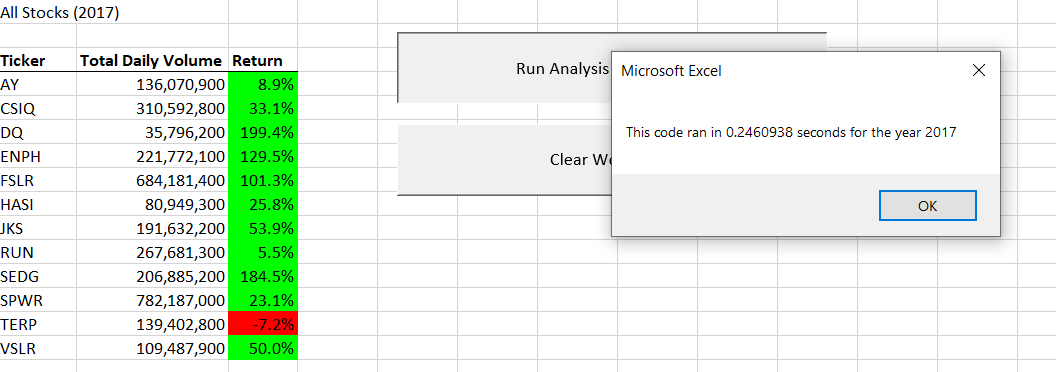 All Stocks (2017)
Ticker Total Daily Volume Return
AY 136,070,900 8.9%
CSIQ 310,592,800 33.1%
DQ 35,796,200 199.4%
ENPH 221,772,100 129.5%
FSLR 684,181,400 101.3%
HASI 80,949,300 25.8%
JKS 191,632,200 53.9%
RUN 267,681,300 5.5%
SEDG 206,885,200 184.5%
SPWR 782,187,000 23.1%
TERP 139,402,800 -7.2%
VSLR 109,487,900 50.0%
Run Analysis
Clear
Microsoft Excel
This code ran in 0.2460938 seconds for the year 2017
OK